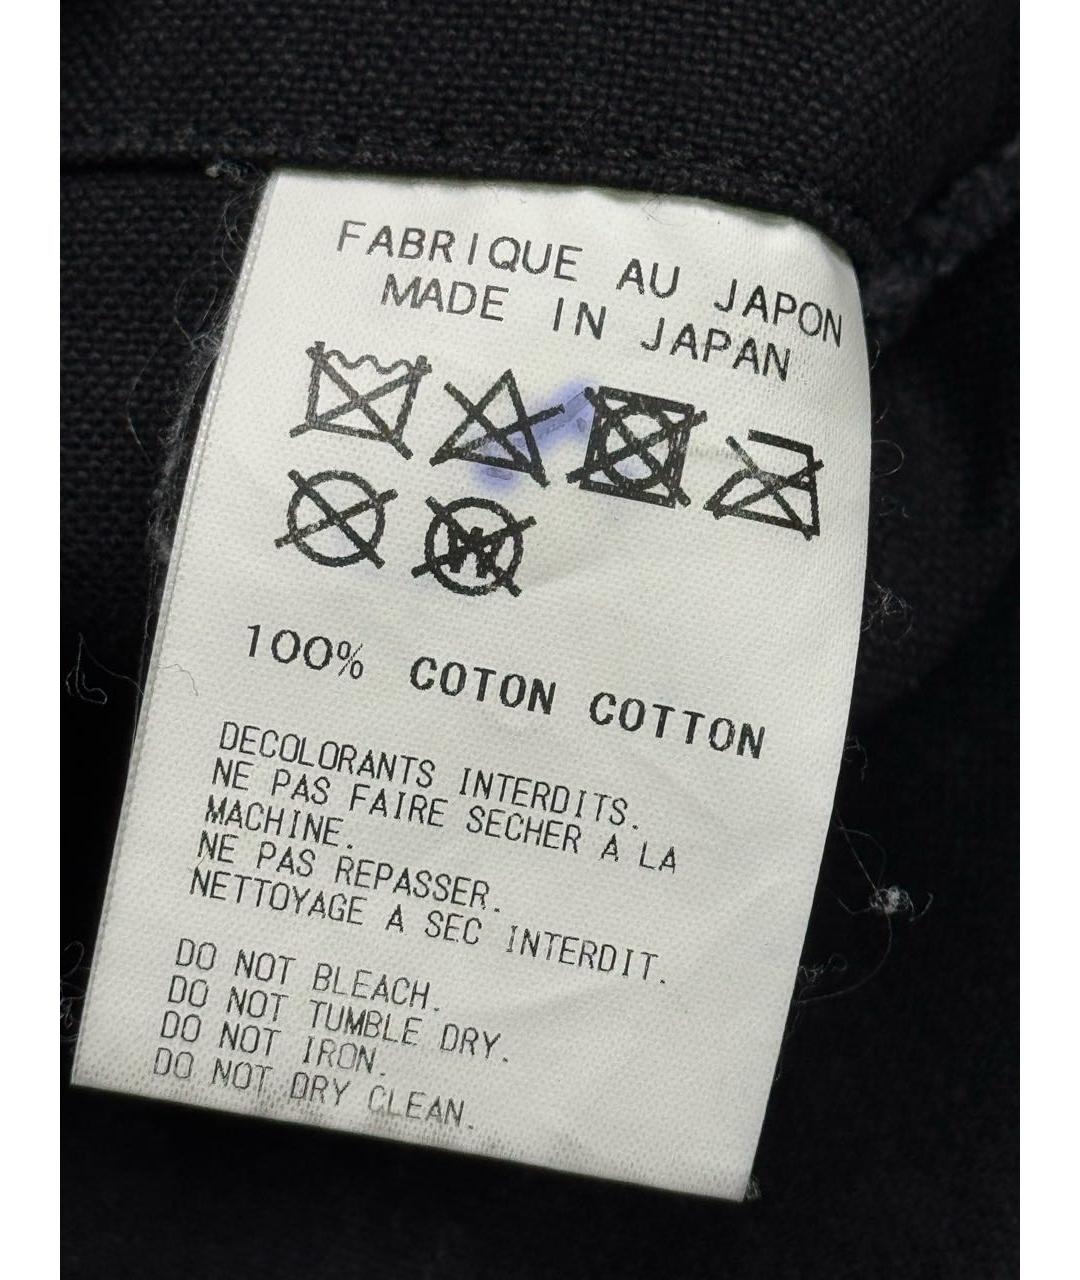 FABRIQUE AU JAPON
MADE IN JAPAN
W
100% COTON COTTON
DECOLORANTS INTERDITS.
NE PAS FAIRE SECHER A LA
MACHINE.
NE PAS REPASSER.
NETTOYAGE A SEC INTERDIT.
DO NOT BLEACH.
DO NOT TUMBLE DRY.
DO NOT IRON.
DO NOT DRY CLEAN.